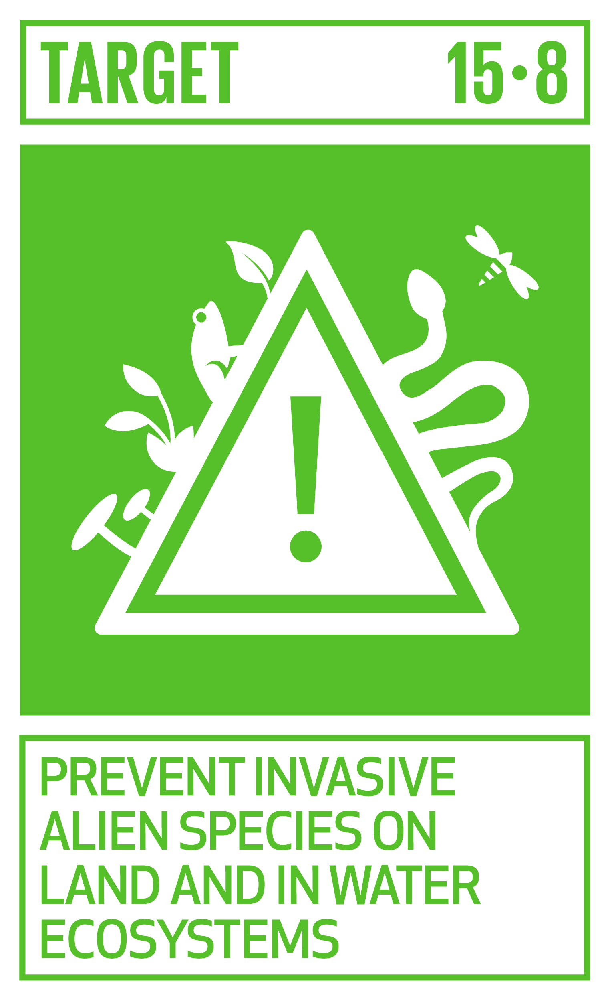 TARGET 15·8
!
PREVENT INVASIVE
ALIEN SPECIES ON
LAND AND IN WATER
ECOSYSTEMS